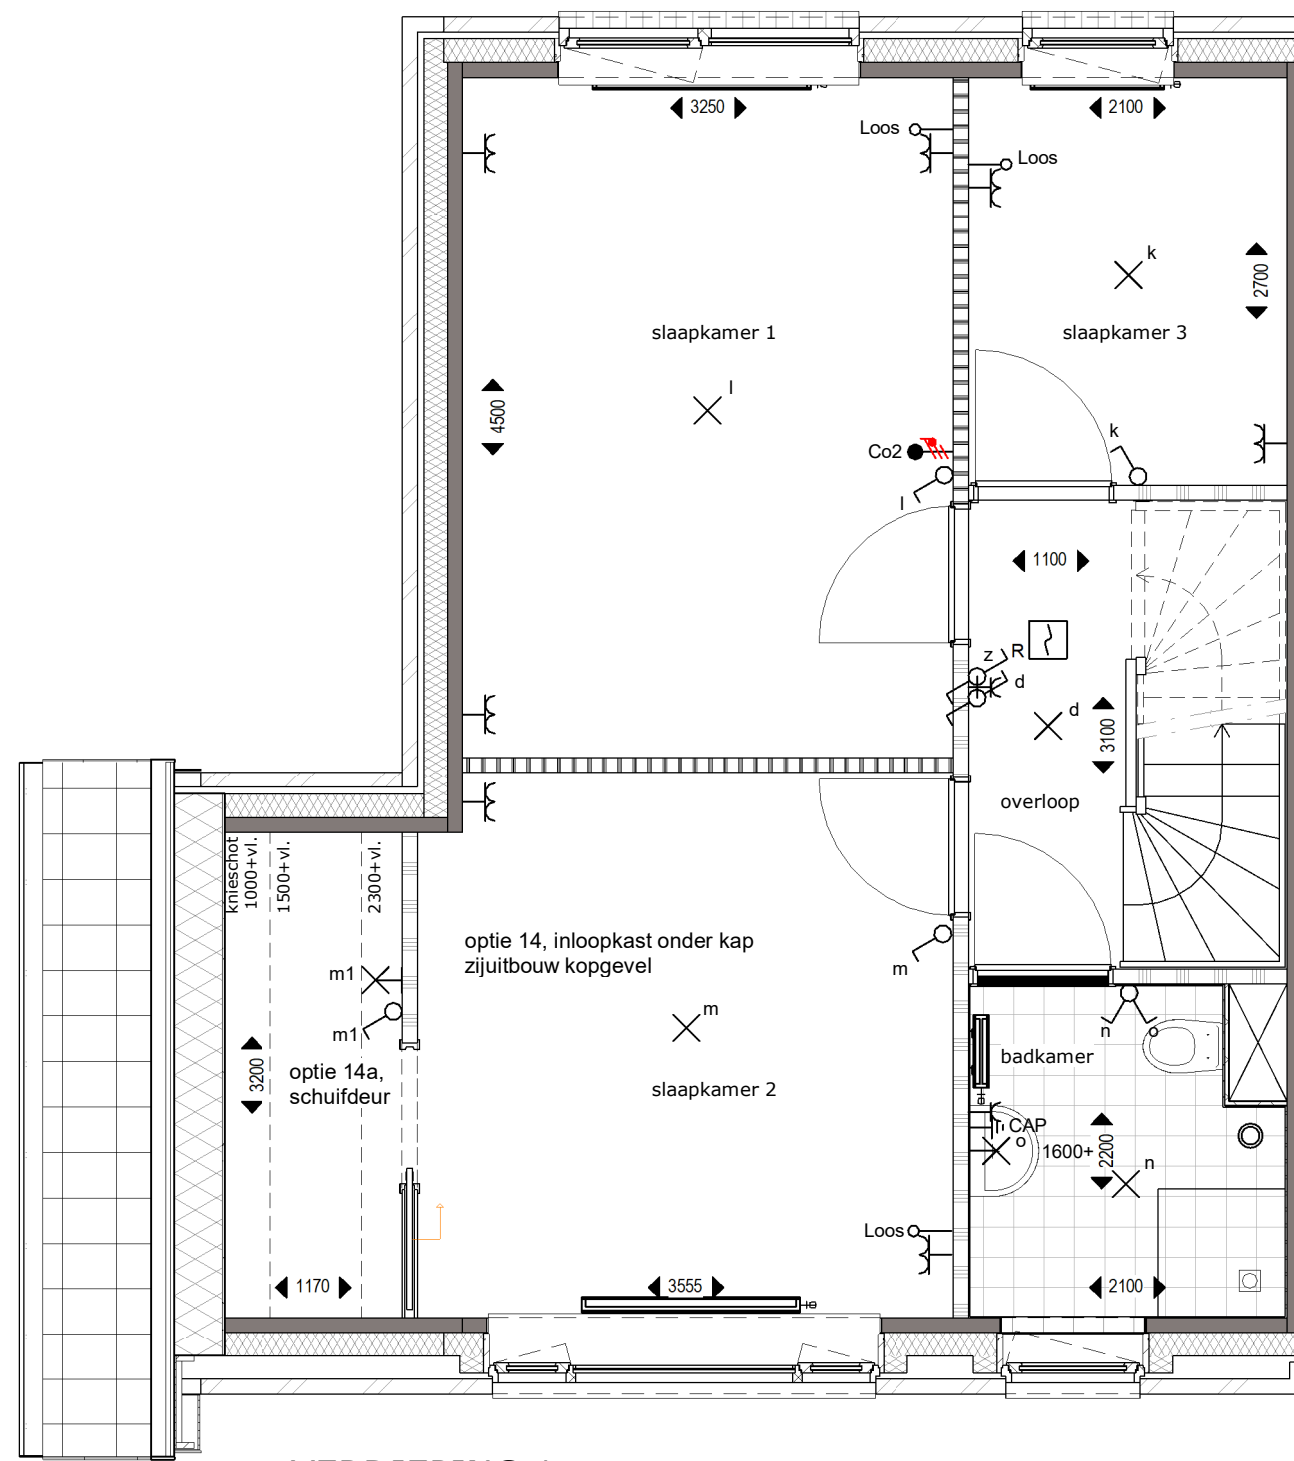 3250
2100
Loos
Loos
k
2700
slaapkamer 1
slaapkamer 3
l
4500
k
Co2
l
1100
z R
d
d
3100
overloop
knieschot
1000+vl.
1500+vl.
2300+vl.
optie 14, inloopkast onder kap
zijuitbouw kopgevel
m
m1
m
m1
n
o
badkamer
3200
optie 14a,
schuifdeur
slaapkamer 2
CAP
o
1600+
2200
n
Loos
1170
3555
2100